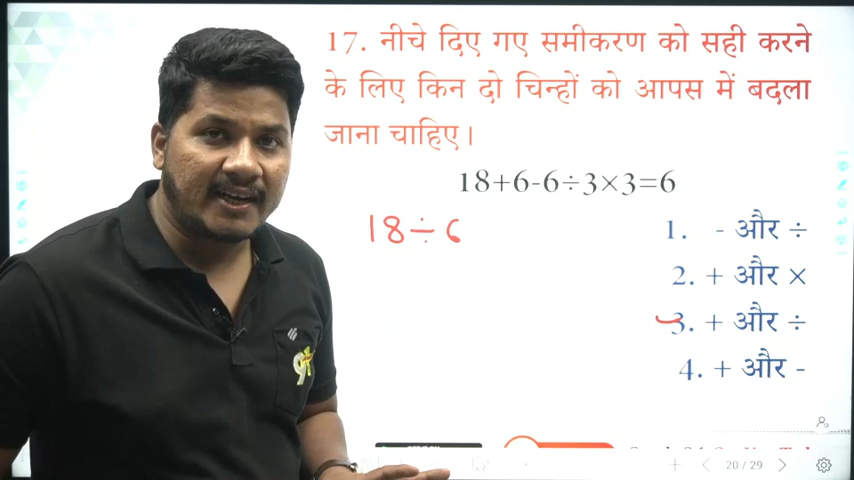 17. नीचे दिए गए समीकरण को सही करने
के लिए किन दो चिन्हों को आपस में बदला
जाना चाहिए।
18+6-6÷3×3=6
18÷6
1. - और ÷
2. + और ×
3. + और ÷
4. + और -
20 / 29